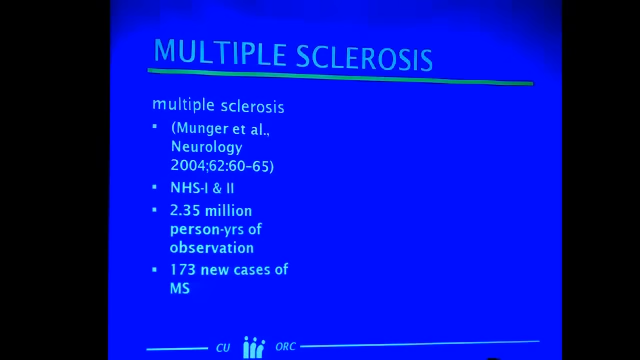 MULTIPLE SCLEROSIS
multiple sclerosis
▪ (Munger et al.,
Neurology
2004;62:60–65)
▪ NHS-I & II
▪ 2.35 million
person-yrs of
observation
▪ 173 new cases of
MS
CU ORC